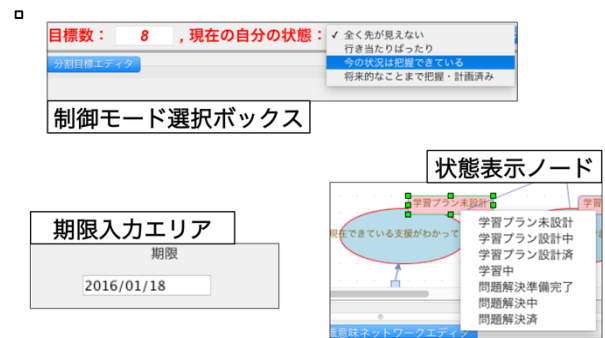 目標数： 8 ，現在の自分の状態： ✓ 全く先が見えない
行き当たりばったり
今の状況は把握できている
将来的なことまで把握・計画済み
分割目標エディタ
制御モード選択ボックス
状態表示ノード
学習プラン未設計
学習
現在できている支援がわかって
学習プラン未設計
学習プラン設計中
学習プラン設計済
学習中
問題解決準備完了
問題解決中
問題解決済
意味ネットワークエディタ
期限入力エリア
期限
2016/01/18